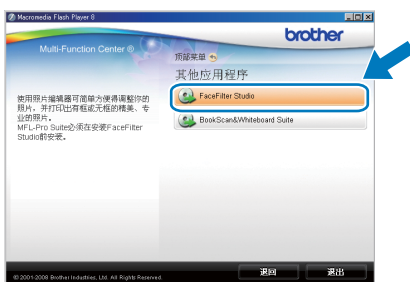 Macromedia Flash Player 8
brother
Multi-Function Center ®
顶部菜单
其他应用程序
FaceFilter Studio
BookScan&Whiteboard Suite
使用照片编辑器可简单方便得调整你的
照片，并打印出有框或无框的精美、专
业的照片。
MFL-Pro Suite必须在安装FaceFilter
Studio前安装。
© 2001-2008 Brother Industries, Ltd. All Rights Reserved.
退回
退出